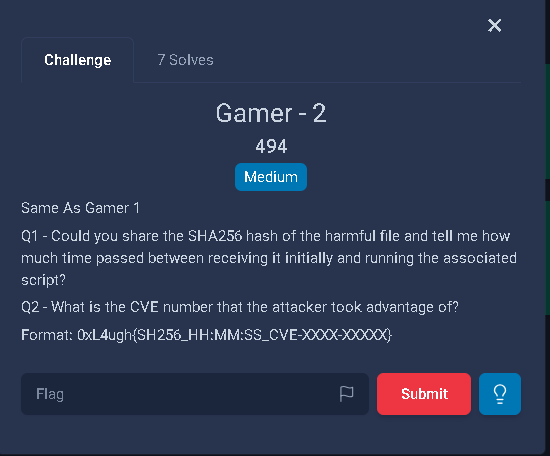 Challenge
7 Solves
Gamer - 2
494
Medium
Same As Gamer 1
Q1 - Could you share the SHA256 hash of the harmful file and tell me how
much time passed between receiving it initially and running the associated
script?
Q2 - What is the CVE number that the attacker took advantage of?
Format: 0xL4ugh{SH256_HH:MM:SS_CVE-XXXX-XXXXX}
Flag
Submit